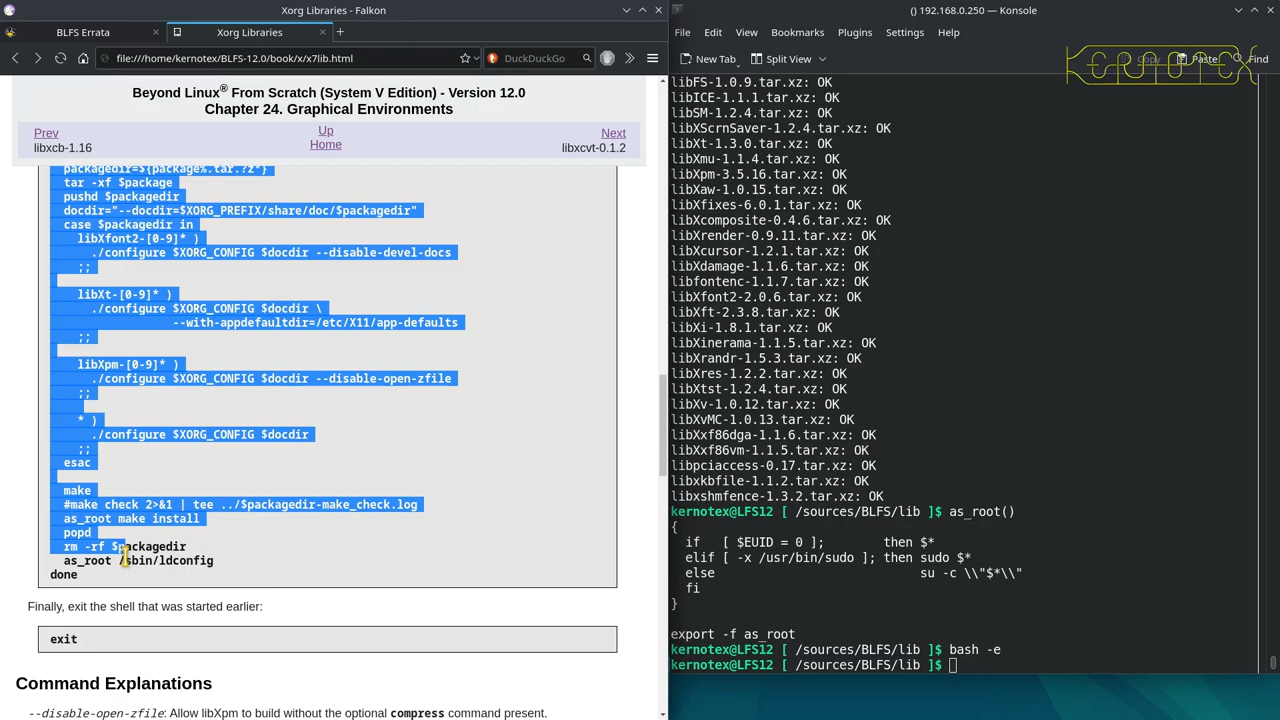 Xorg Libraries - Falkon
BLFS Errata
Xorg Libraries
file:///home/kernotex/BLFS-12.0/book/x/x7lib.html
DuckDuckGo
Beyond Linux® From Scratch (System V Edition) - Version 12.0
Chapter 24. Graphical Environments
Prev
Up
Next
libxcb-1.16
Home
libxcvt-0.1.2
packagedir=${package%.tar.?z*}
tar -xf $package
pushd $packagedir
docdir="--docdir=$XORG_PREFIX/share/doc/$packagedir"
case $packagedir in
libXfont2-[0-9]* )
./configure $XORG_CONFIG $docdir --disable-devel-docs
;;
libXt-[0-9]* )
./configure $XORG_CONFIG $docdir \
--with-appdefaultdir=/etc/X11/app-defaults
;;
libXpm-[0-9]* )
./configure $XORG_CONFIG $docdir --disable-open-zfile
;;
* )
./configure $XORG_CONFIG $docdir
;;
esac
make
#make check 2>&1 | tee ../$packagedir-make_check.log
as_root make install
popd
rm -rf $packagedir
as_root /sbin/ldconfig
done
Finally, exit the shell that was started earlier:
exit
Command Explanations
--disable-open-zfile: Allow libXpm to build without the optional compress command present.
() 192.168.0.250 — Konsole
File Edit View Bookmarks Plugins Settings Help
New Tab
Split View
Copy
Paste
Find
KERNOTEX
libFS-1.0.9.tar.xz: OK
libICE-1.1.1.tar.xz: OK
libSM-1.2.4.tar.xz: OK
libXScrnSaver-1.2.4.tar.xz: OK
libXt-1.3.0.tar.xz: OK
libXmu-1.1.4.tar.xz: OK
libXpm-3.5.16.tar.xz: OK
libXaw-1.0.15.tar.xz: OK
libXfixes-6.0.1.tar.xz: OK
libXcomposite-0.4.6.tar.xz: OK
libXrender-0.9.11.tar.xz: OK
libXcursor-1.2.1.tar.xz: OK
libXdamage-1.1.6.tar.xz: OK
libfontenc-1.1.7.tar.xz: OK
libXfont2-2.0.6.tar.xz: OK
libXft-2.3.8.tar.xz: OK
libXi-1.8.1.tar.xz: OK
libXinerama-1.1.5.tar.xz: OK
libXrandr-1.5.3.tar.xz: OK
libXres-1.2.2.tar.xz: OK
libXtst-1.2.4.tar.xz: OK
libXv-1.0.12.tar.xz: OK
libXvMC-1.0.13.tar.xz: OK
libXxf86dga-1.1.6.tar.xz: OK
libXxf86vm-1.1.5.tar.xz: OK
libpciaccess-0.17.tar.xz: OK
libxkbfile-1.1.2.tar.xz: OK
libxshmfence-1.3.2.tar.xz: OK
kernotex@LFS12 [ /sources/BLFS/lib ]$ as_root()
{
if [ $EUID = 0 ]; then $*
elif [ -x /usr/bin/sudo ]; then sudo $*
else su -c \\"$*\\"
fi
}
export -f as_root
kernotex@LFS12 [ /sources/BLFS/lib ]$ bash -e
kernotex@LFS12 [ /sources/BLFS/lib ]$